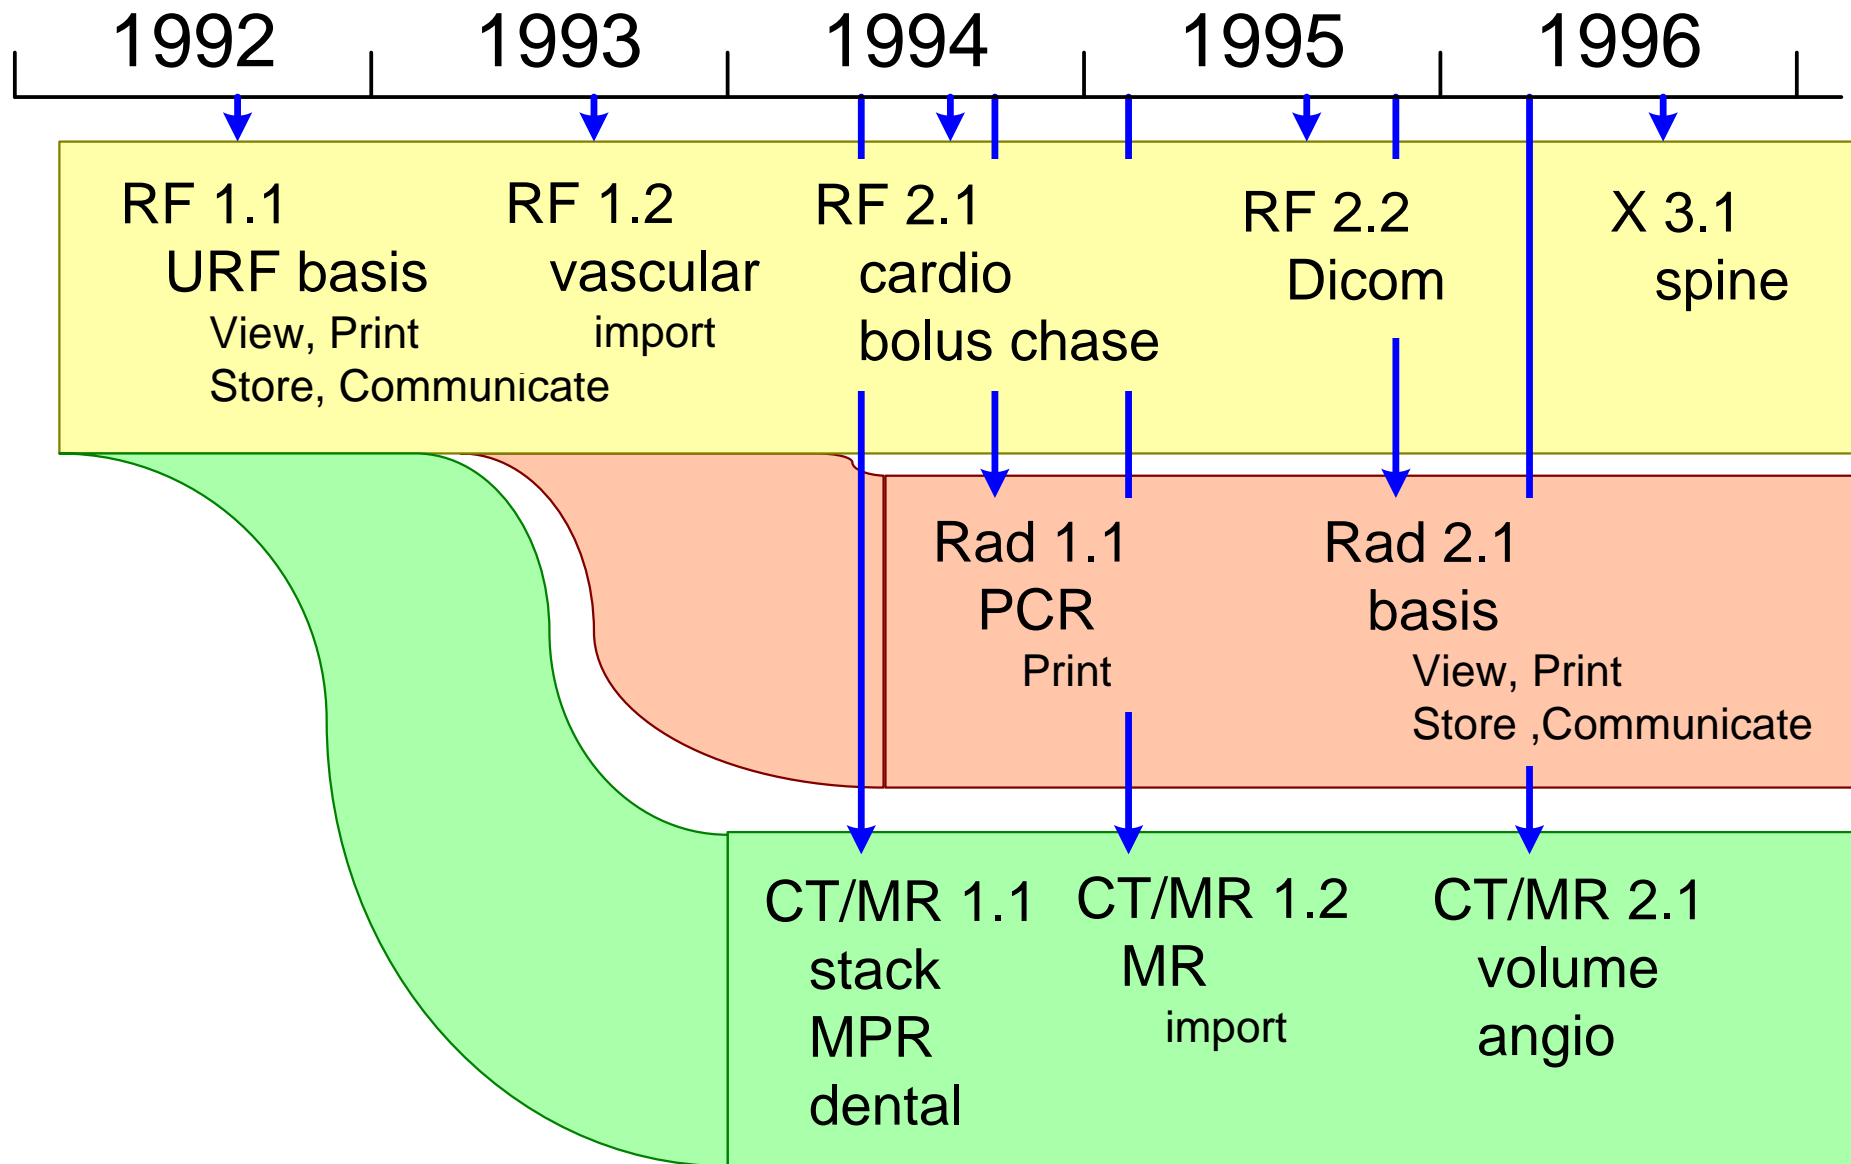 1992 1993 1994 1995 1996
RF 1.1
URF basis
View, Print
Store, Communicate
RF 1.2
vascular
import
RF 2.1
cardio
bolus chase
RF 2.2
Dicom
X 3.1
spine
Rad 1.1
PCR
Print
Rad 2.1
basis
View, Print
Store ,Communicate
CT/MR 1.1
stack
MPR
dental
CT/MR 1.2
MR
import
CT/MR 2.1
volume
angio